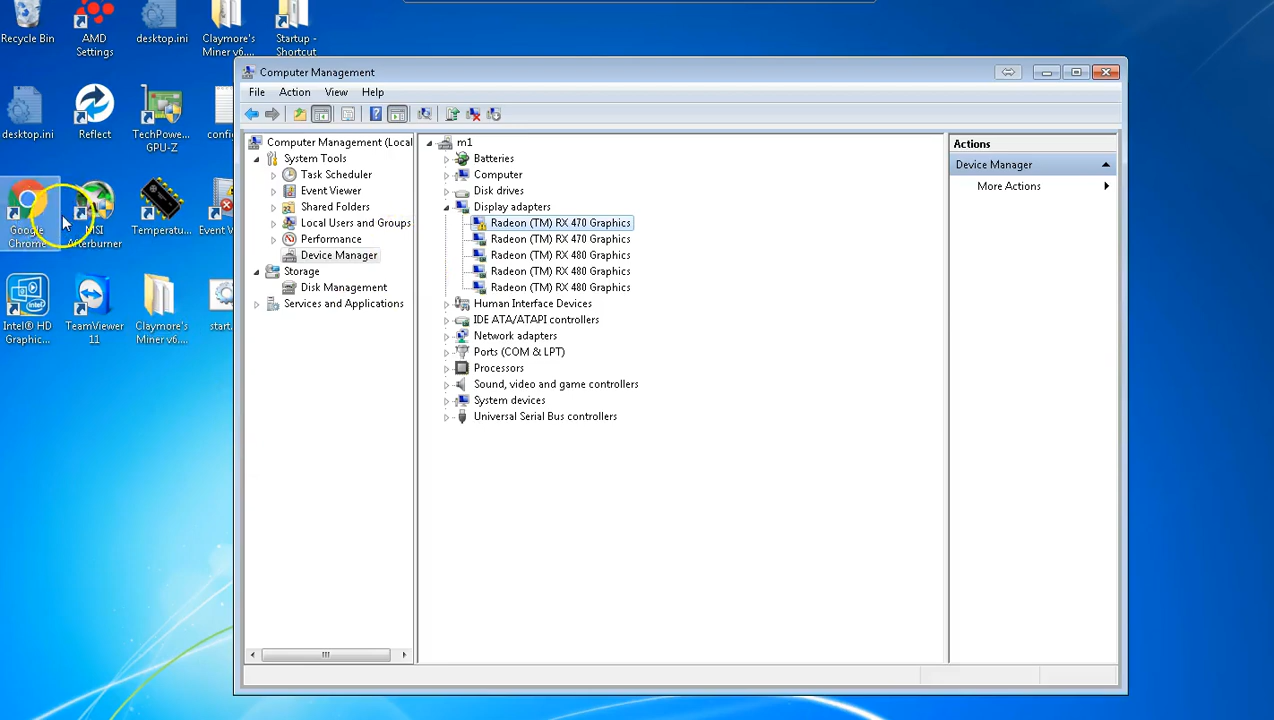 Recycle Bin
AMD Settings
desktop.ini
Claymore's Miner v6....
Startup - Shortcut
desktop.ini
Reflect
TechPowe... GPU-Z
Google Chrome
MSI Afterburner
Temperatu...
Intel® HD Graphic...
TeamViewer 11
Claymore's Miner v6....
start.
Computer Management
File Action View Help
Computer Management (Local
System Tools
Task Scheduler
Event Viewer
Shared Folders
Local Users and Groups
Performance
Device Manager
Storage
Disk Management
Services and Applications
m1
Batteries
Computer
Disk drives
Display adapters
Radeon (TM) RX 470 Graphics
Radeon (TM) RX 470 Graphics
Radeon (TM) RX 480 Graphics
Radeon (TM) RX 480 Graphics
Radeon (TM) RX 480 Graphics
Human Interface Devices
IDE ATA/ATAPI controllers
Network adapters
Ports (COM & LPT)
Processors
Sound, video and game controllers
System devices
Universal Serial Bus controllers
Actions
Device Manager
More Actions